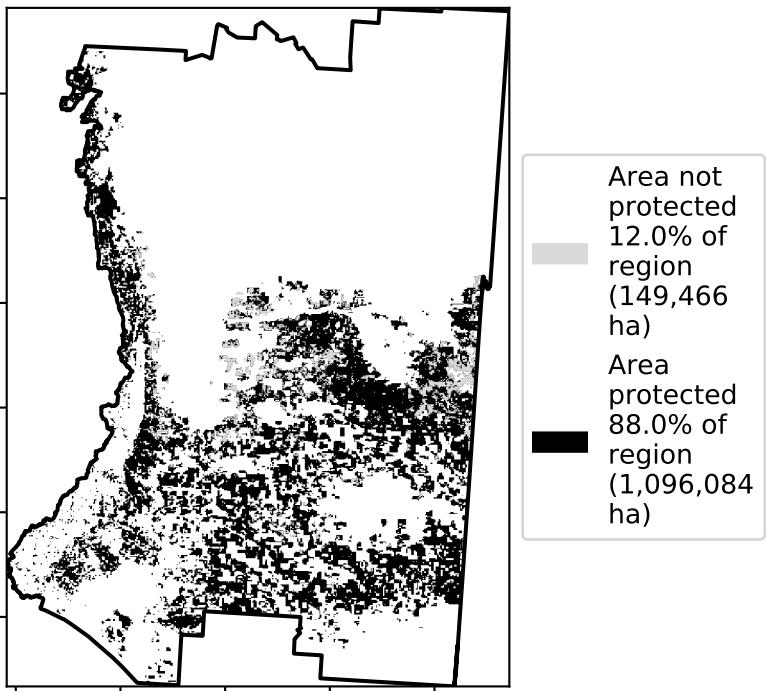 Area not
protected
12.0% of
region
(149,466
ha)
Area
protected
88.0% of
region
(1,096,084
ha)